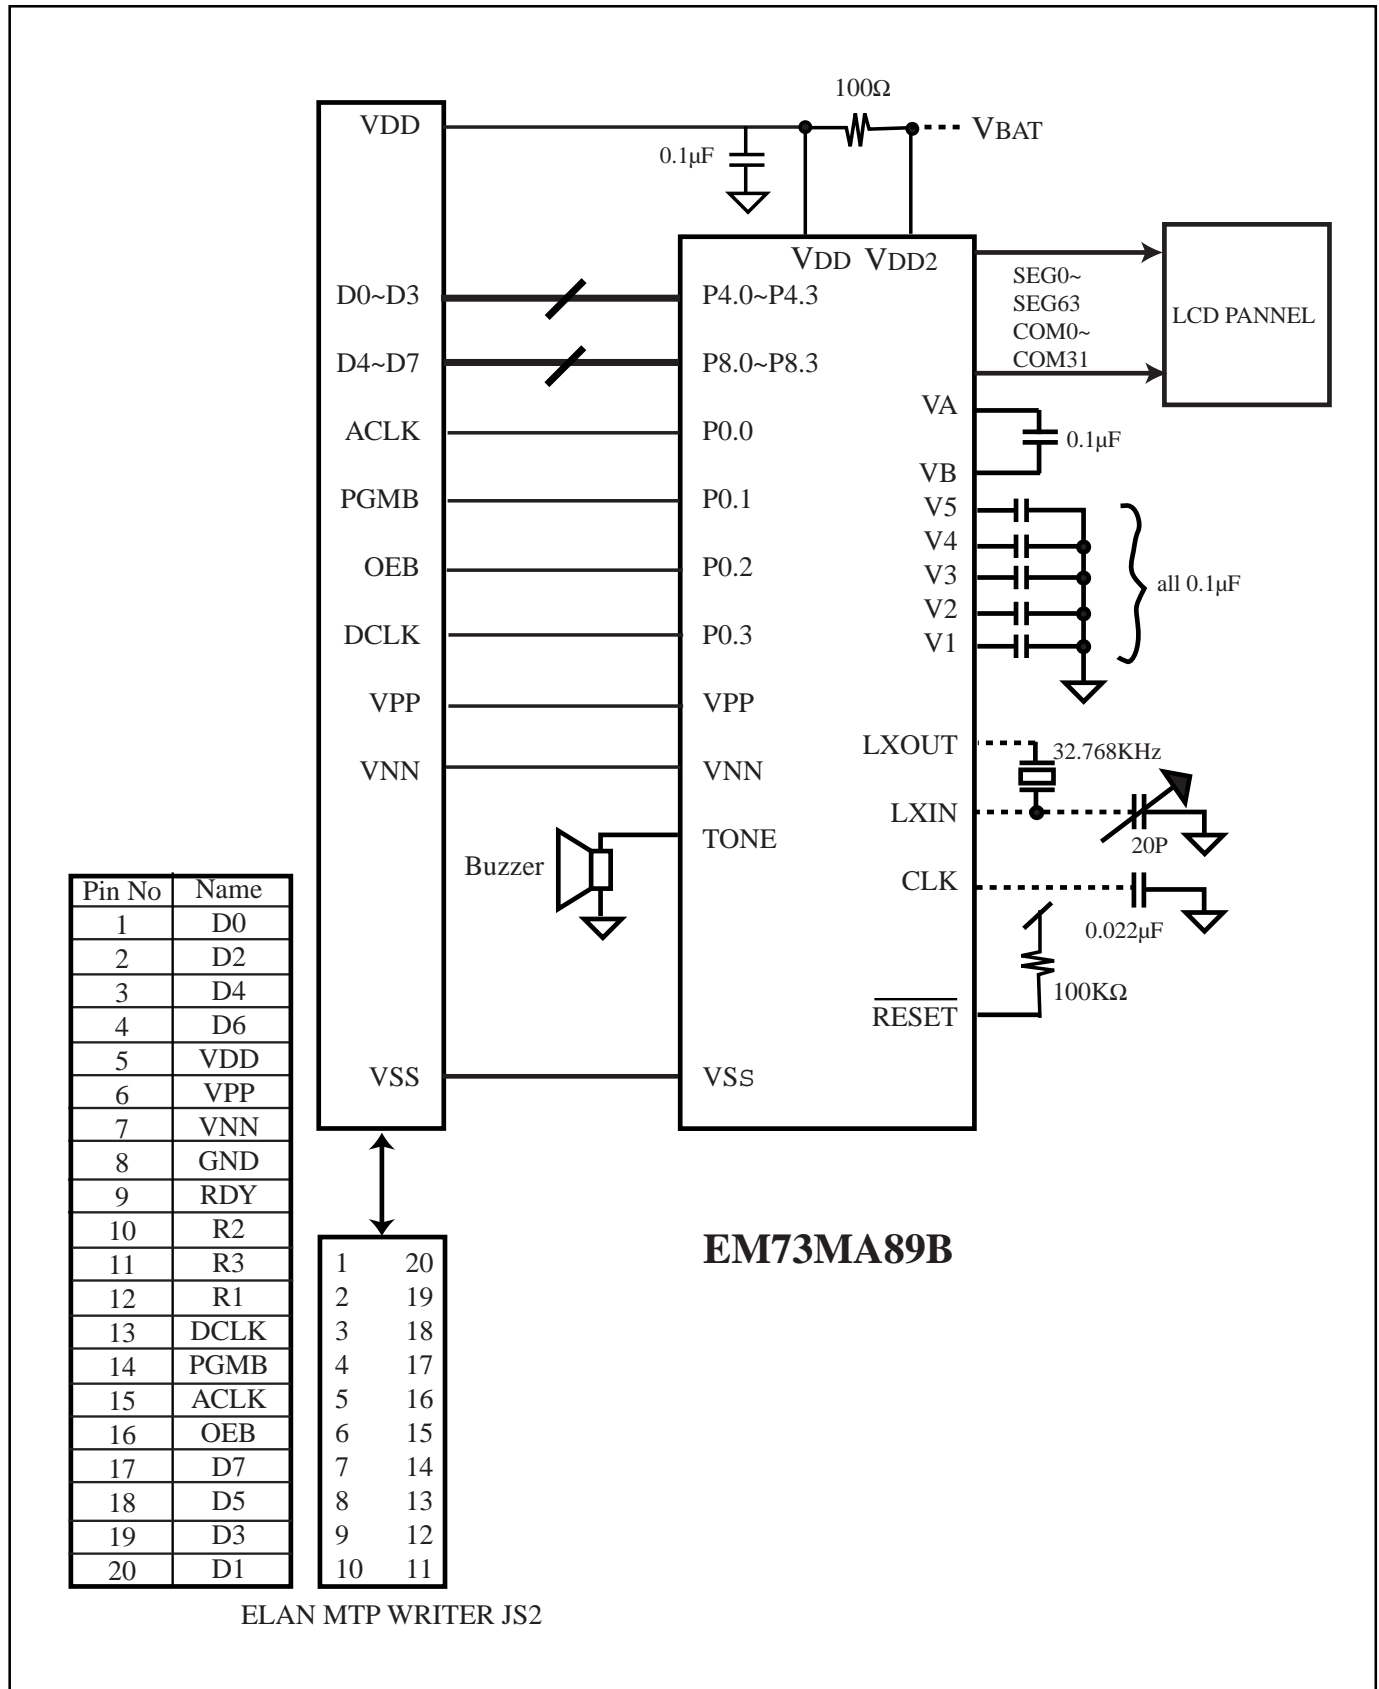 100Ω
VDD
VBAT
0.1µF
VDD VDD2
D0~D3
P4.0~P4.3
SEG0~
SEG63
COM0~
COM31
LCD PANNEL
D4~D7
P8.0~P8.3
ACLK
P0.0
VA
0.1µF
VB
PGMB
P0.1
V5
V4
V3
V2
V1
all 0.1µF
OEB
P0.2
DCLK
P0.3
VPP
VPP
LXOUT
32.768KHz
VNN
VNN
LXIN
20P
TONE
Buzzer
CLK
0.022µF
100KΩ
RESET
VSS
VSS
Pin No Name
1 D0
2 D2
3 D4
4 D6
5 VDD
6 VPP
7 VNN
8 GND
9 RDY
10 R2
11 R3
12 R1
13 DCLK
14 PGMB
15 ACLK
16 OEB
17 D7
18 D5
19 D3
20 D1
EM73MA89B
1 20
2 19
3 18
4 17
5 16
6 15
7 14
8 13
9 12
10 11
ELAN MTP WRITER JS2